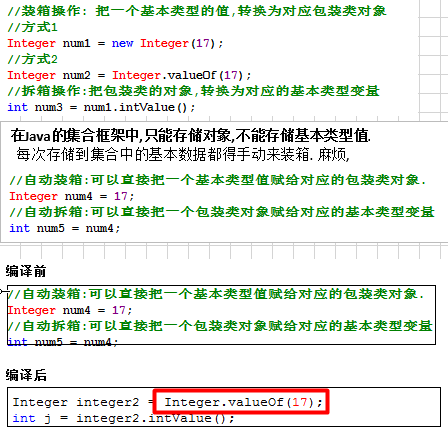 //装箱操作: 把一个基本类型的值,转换为对应包装类对象
//方式1
Integer num1 = new Integer(17);
//方式2
Integer num2 = Integer.valueOf(17);
//拆箱操作:把包装类的对象,转换为对应的基本类型变量
int num3 = num1.intValue();
在Java的集合框架中,只能存储对象,不能存储基本类型值.
每次存储到集合中的基本数据都得手动来装箱. 麻烦,
//自动装箱:可以直接把一个基本类型值赋给对应的包装类对象.
Integer num4 = 17;
//自动拆箱:可以直接把一个包装类对象赋给对应的基本类型变量
int num5 = num4;
编译前
//自动装箱:可以直接把一个基本类型值赋给对应的包装类对象.
Integer num4 = 17;
//自动拆箱:可以直接把一个包装类对象赋给对应的基本类型变量
int num5 = num4;
编译后
Integer integer2 = Integer.valueOf(17);
int j = integer2.intValue();